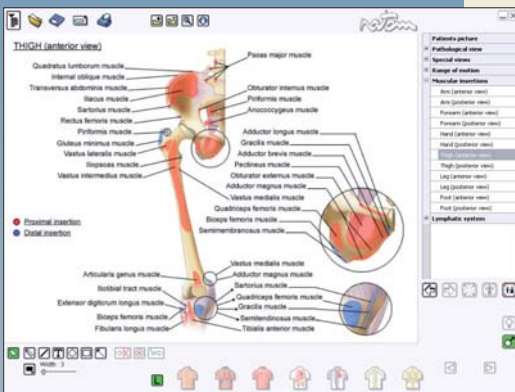 natom
THIGH (anterior view)
Psoas major muscle
Quadratus lumborum muscle
Internal oblique muscle
Transversus abdominis muscle
Iliacus muscle
Sartorius muscle
Rectus femoris muscle
Piriformis muscle
Gluteus minimus muscle
Vastus lateralis muscle
Iliopsoas muscle
Vastus intermedius muscle
Obturator internus muscle
Piriformis muscle
Anococcygeus muscle
Adductor longus muscle
Gracilis muscle
Adductor brevis muscle
Pectineus muscle
Obturator externus muscle
Adductor magnus muscle
Vastus medialis muscle
Quadriceps femoris muscle
Biceps femoris muscle
Semimembranosus muscle
Proximal insertion
Distal insertion
Articularis genus muscle
Iliotibial tract muscle
Extensor digitorum longus muscle
Biceps femoris muscle
Fibularis longus muscle
Vastus medialis muscle
Adductor magnus muscle
Sartorius muscle
Quadriceps femoris muscle
Gracilis muscle
Semitendinosus muscle
Tibialis anterior muscle
Patients picture
Pathological view
Special views
Range of motion
Muscular insertions
Arm (anterior view)
Arm (posterior view)
Forearm (anterior view)
Forearm (posterior view)
Hand (anterior view)
Hand (posterior view)
Thigh (anterior view)
Thigh (posterior view)
Leg (anterior view)
Leg (posterior view)
Foot (anterior view)
Foot (posterior view)
Lymphatic system
Width : 3
L